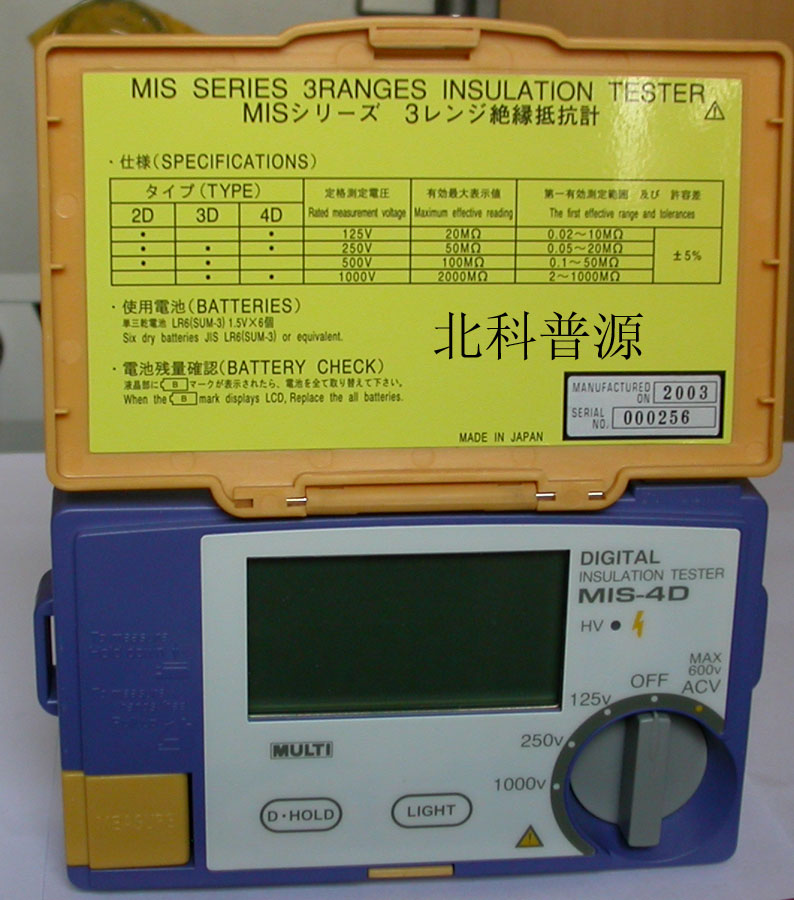 MIS SERIES 3RANGES INSULATION TESTER
MISシリーズ 3レンジ絶縁抵抗計
・仕様(SPECIFICATIONS)
タイプ(TYPE) 定格測定電圧 有効最大表示値 第一有効測定範囲 及び 許容差
2D 3D 4D Rated measurement voltage Maximum effective reading The first effective range and tolerances
• • 125V 20MΩ 0.02～10MΩ ±5%
• • • 250V 50MΩ 0.05～20MΩ
• • 500V 100MΩ 0.1～50MΩ
• • 1000V 2000MΩ 2～1000MΩ
・使用電池(BATTERIES)
単三乾電池 LR6(SUM-3) 1.5V×6個
Six dry batteries JIS LR6(SUM-3) or equivalent.
北科普源
・電池残量確認(BATTERY CHECK)
液晶部に B マークが表示されたら、電池を全て取り替えて下さい。
When the B mark displays LCD, Replace the all batteries.
MANUFACTURED ON 2003
SERIAL NO. 000256
MADE IN JAPAN
DIGITAL
INSULATION TESTER
MIS-4D
HV
MAX 600v
OFF ACV
125v
250v
1000v
To measure
Hold down
To measure
hands free
MULTI
D・HOLD
LIGHT
MEASURE